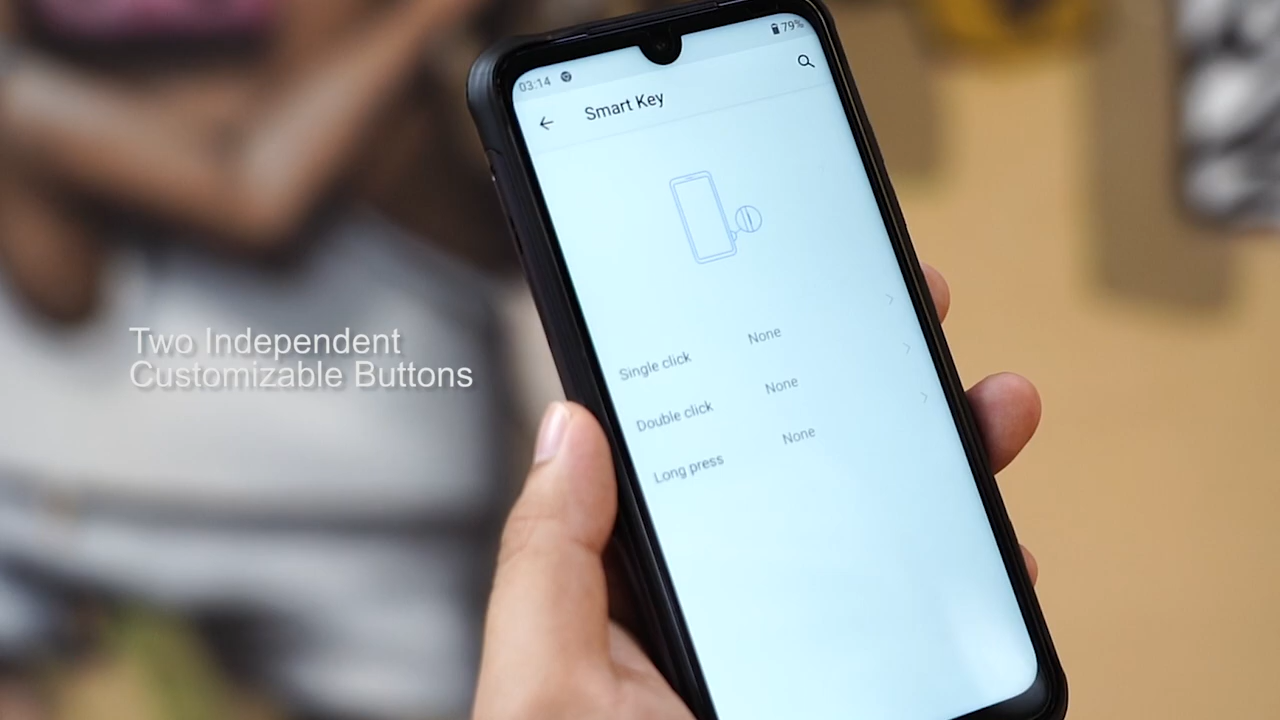 03:14
79%
Smart Key
Two Independent
Customizable Buttons
Single click None
Double click None
Long press None